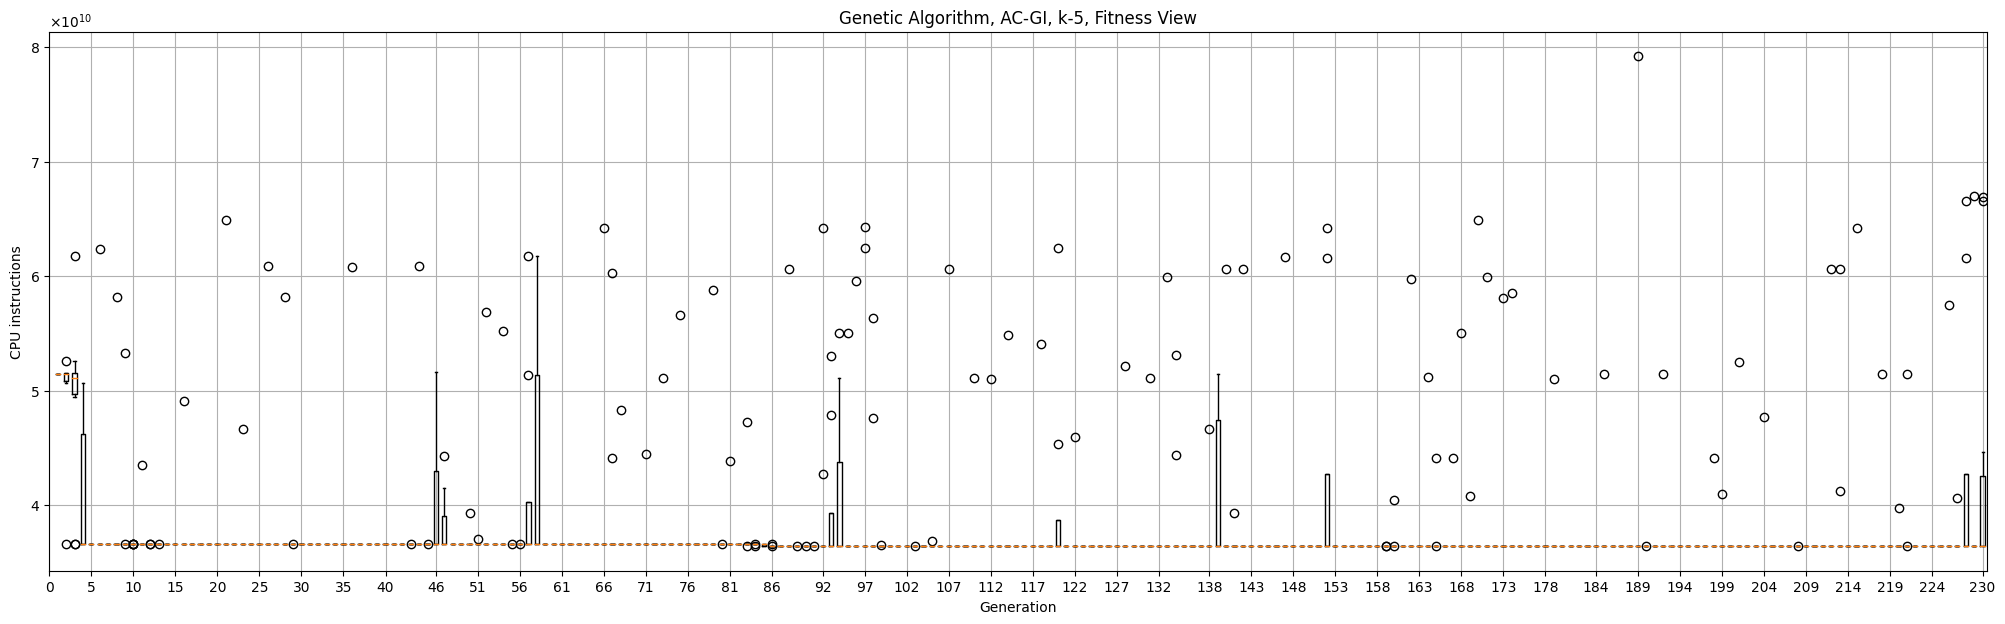 Genetic Algorithm, AC-GI, k-5, Fitness View
×10¹⁰
8
7
6
5
4
CPU instructions
0 5 10 15 20 25 30 35 40 46 51 56 61 66 71 76 81 86 92 97 102 107 112 117 122 127 132 138 143 148 153 158 163 168 173 178 184 189 194 199 204 209 214 219 224 230
Generation